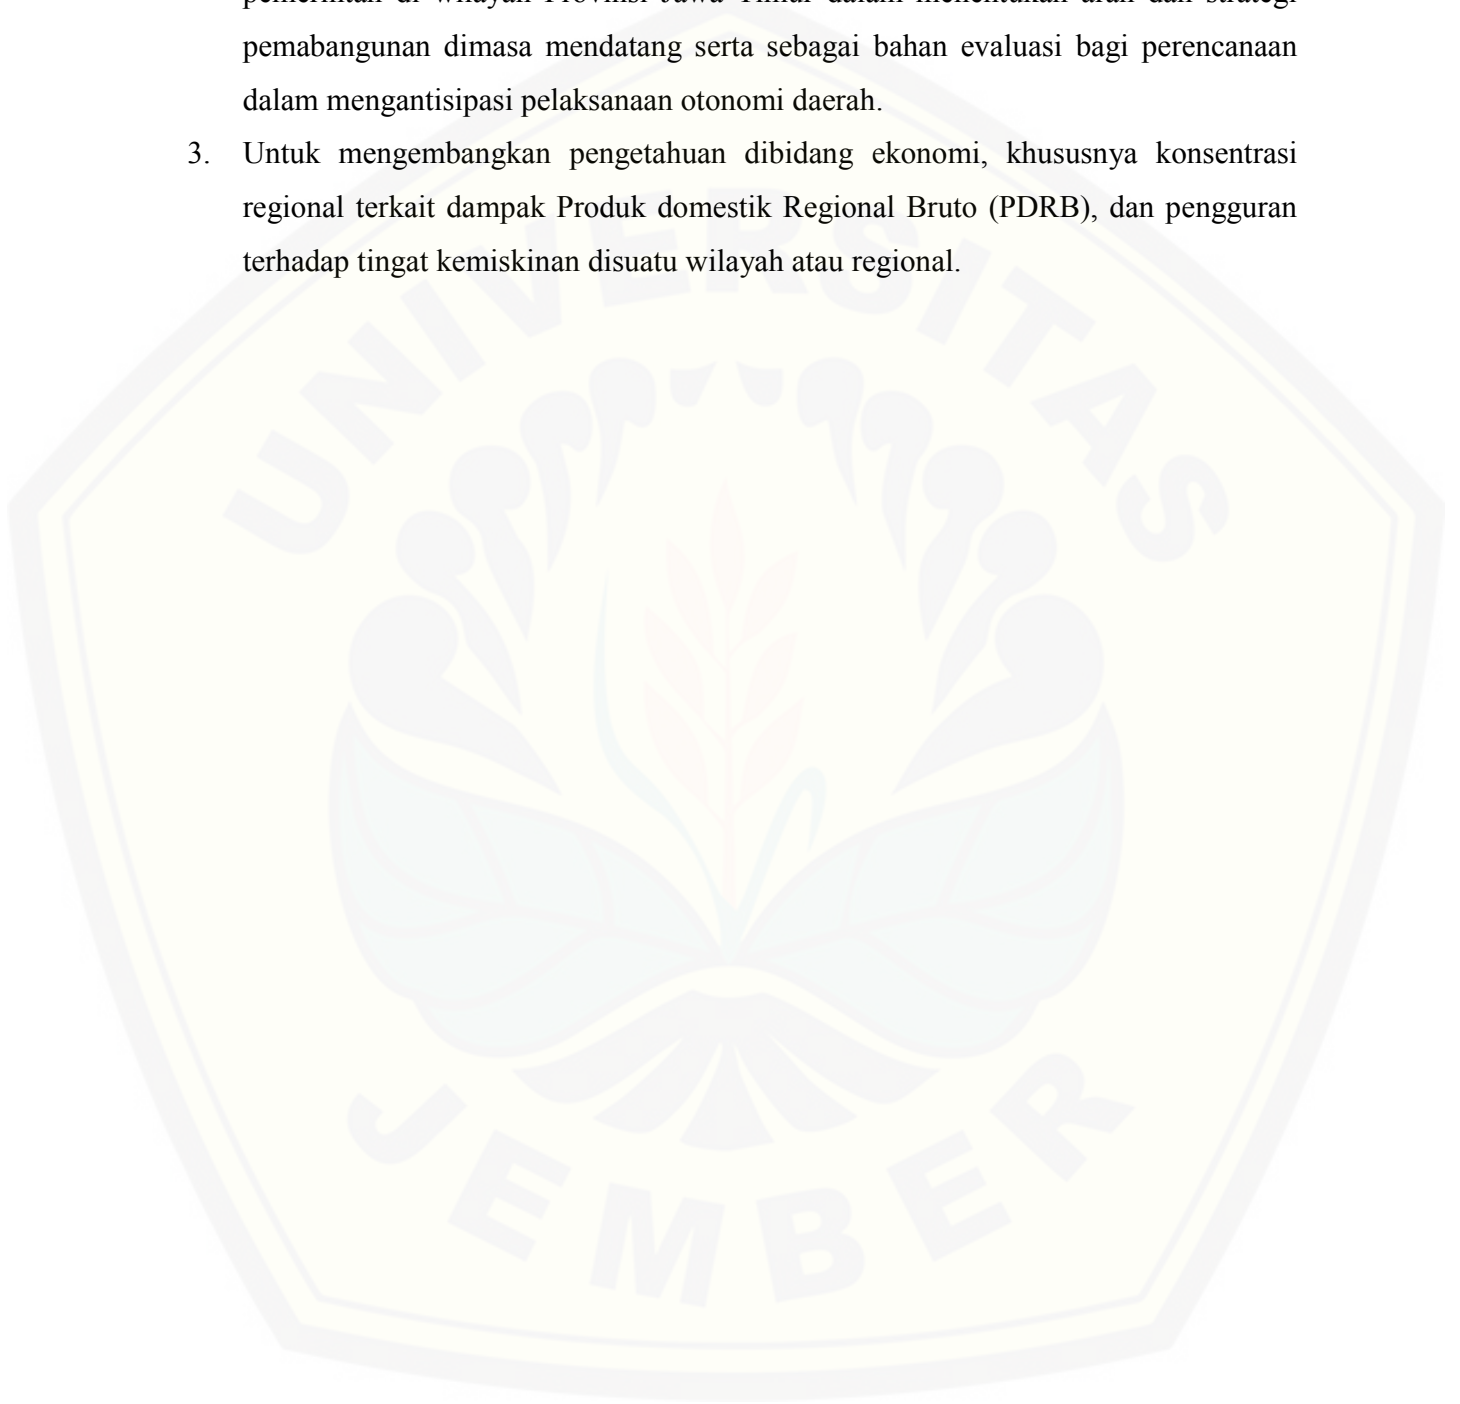 pemerintah di wilayah Provinsi Jawa Timur dalam menentukan arah dan strategi
pemabangunan dimasa mendatang serta sebagai bahan evaluasi bagi perencanaan
dalam mengantisipasi pelaksanaan otonomi daerah.
3. Untuk mengembangkan pengetahuan dibidang ekonomi, khususnya konsentrasi
regional terkait dampak Produk domestik Regional Bruto (PDRB), dan pengguran
terhadap tingat kemiskinan disuatu wilayah atau regional.
UNIVERSITAS
JEMBER